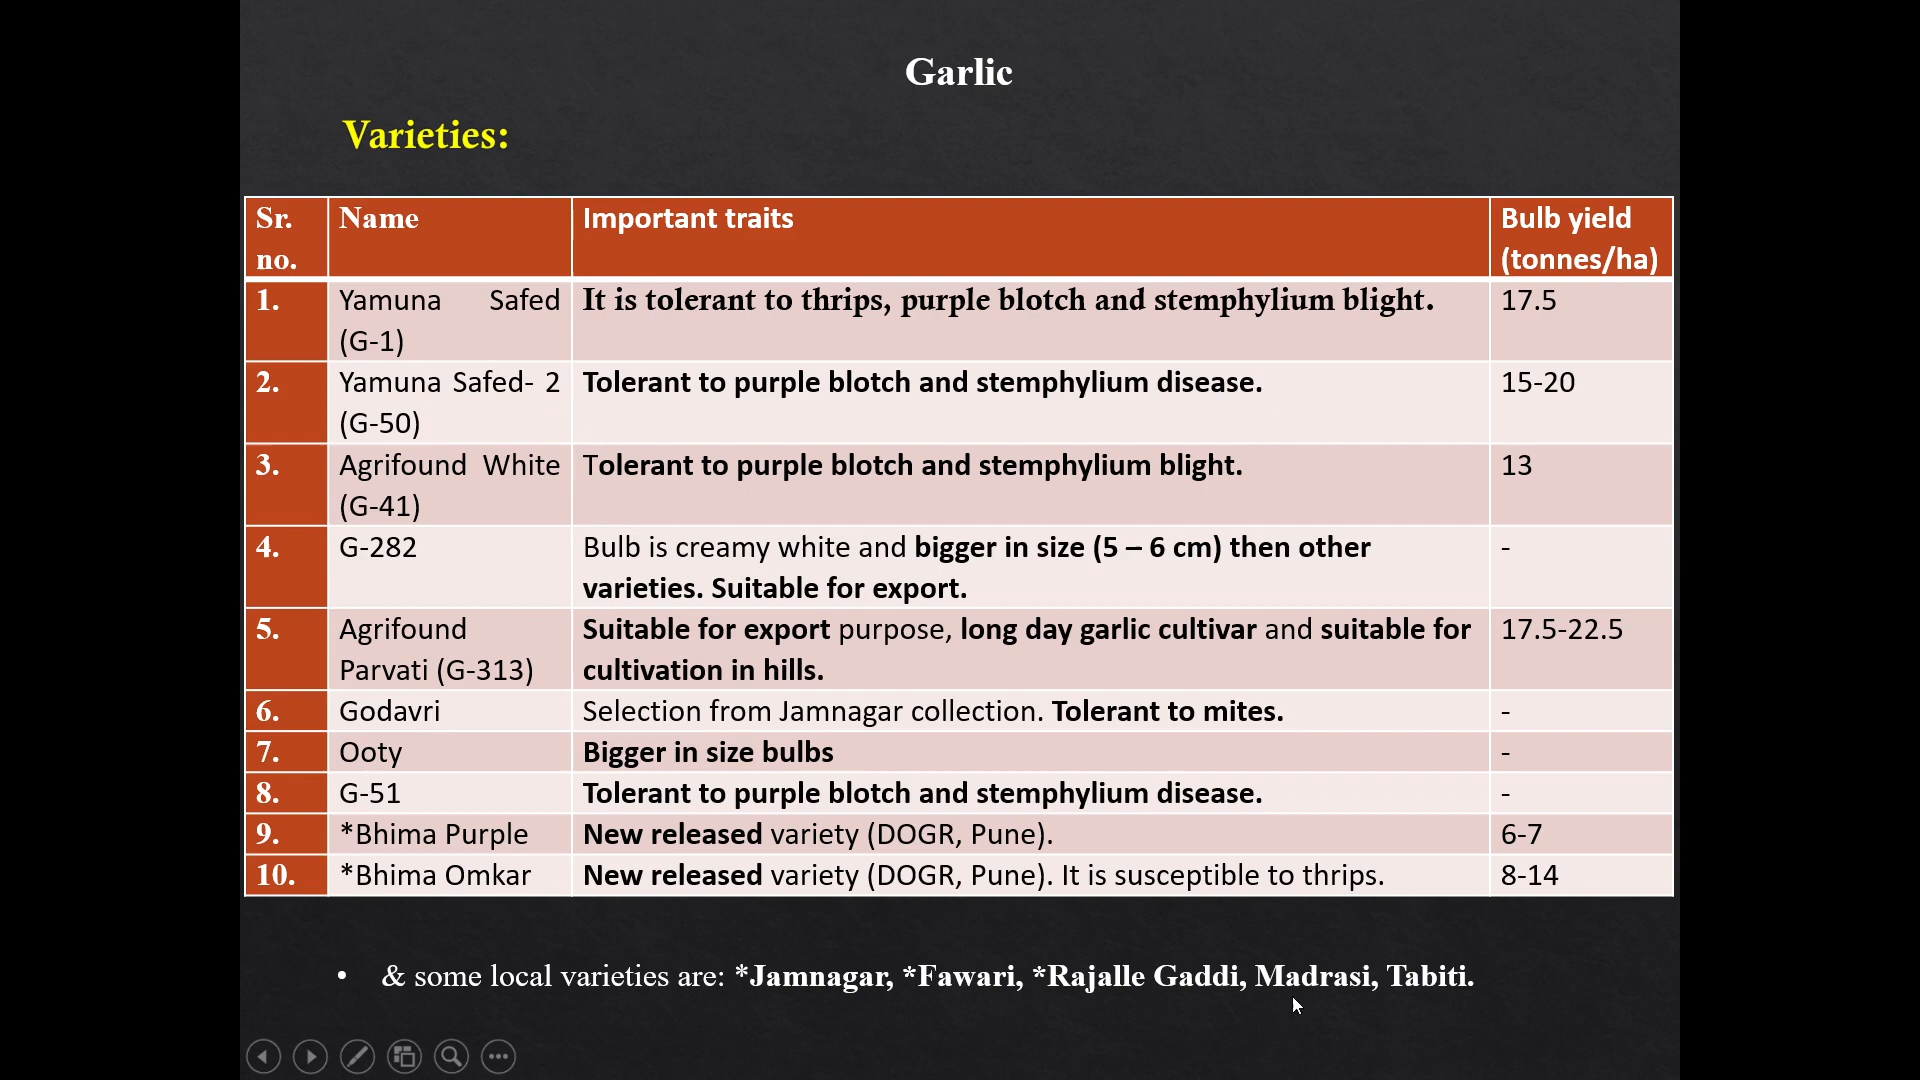 Garlic
Varieties:
Sr. no. Name Important traits Bulb yield (tonnes/ha)
1. Yamuna Safed (G-1) It is tolerant to thrips, purple blotch and stemphylium blight. 17.5
2. Yamuna Safed- 2 (G-50) Tolerant to purple blotch and stemphylium disease. 15-20
3. Agrifound White (G-41) Tolerant to purple blotch and stemphylium blight. 13
4. G-282 Bulb is creamy white and bigger in size (5 – 6 cm) then other varieties. Suitable for export. -
5. Agrifound Parvati (G-313) Suitable for export purpose, long day garlic cultivar and suitable for cultivation in hills. 17.5-22.5
6. Godavri Selection from Jamnagar collection. Tolerant to mites. -
7. Ooty Bigger in size bulbs -
8. G-51 Tolerant to purple blotch and stemphylium disease. -
9. *Bhima Purple New released variety (DOGR, Pune). 6-7
10. *Bhima Omkar New released variety (DOGR, Pune). It is susceptible to thrips. 8-14
• & some local varieties are: *Jamnagar, *Fawari, *Rajalle Gaddi, Madrasi, Tabiti.